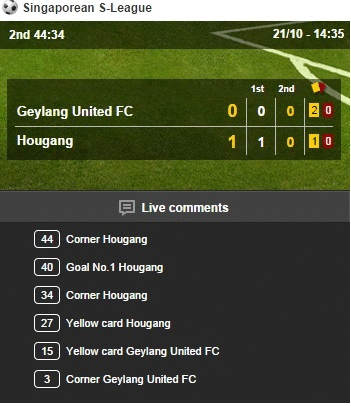 Singaporean S-League
2nd 44:34 21/10 - 14:35
1st 2nd
Geylang United FC 0 0 0 2 0
Hougang 1 1 0 1 0
Live comments
44 Corner Hougang
40 Goal No.1 Hougang
34 Corner Hougang
27 Yellow card Hougang
15 Yellow card Geylang United FC
3 Corner Geylang United FC